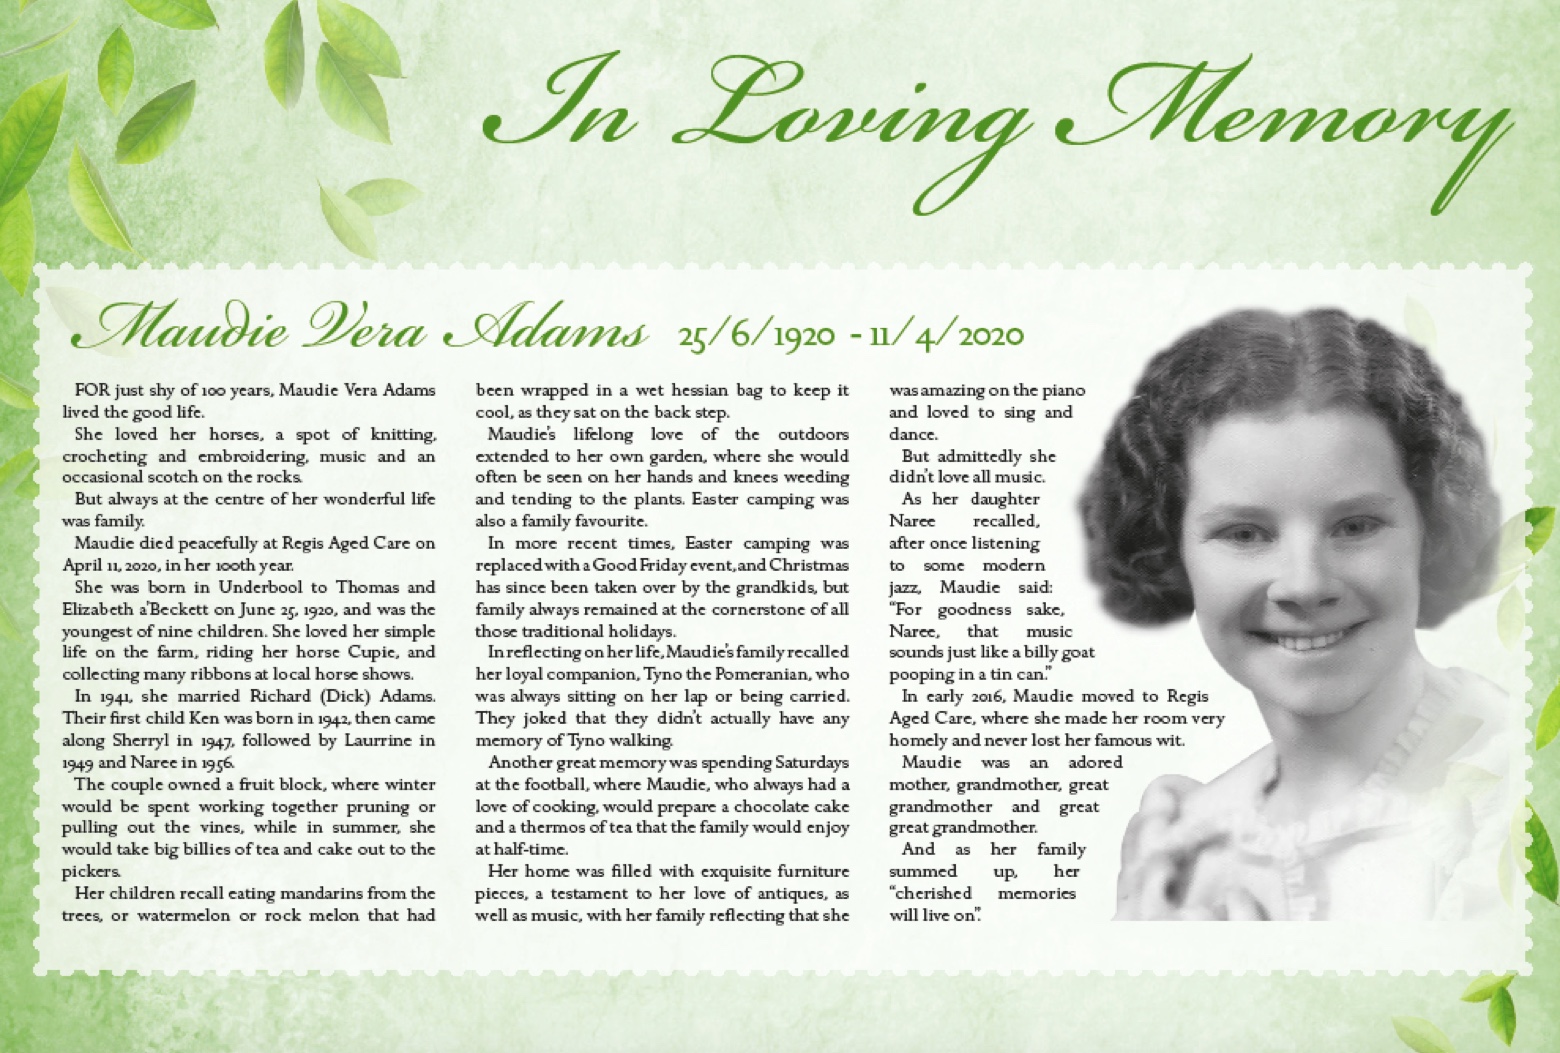 In Loving Memory
Maudie Vera Adams 25/6/1920 - 11/4/2020
FOR just shy of 100 years, Maudie Vera Adams
lived the good life.
She loved her horses, a spot of knitting,
crocheting and embroidering, music and an
occasional scotch on the rocks.
But always at the centre of her wonderful life
was family.
Maudie died peacefully at Regis Aged Care on
April 11, 2020, in her 100th year.
She was born in Underbool to Thomas and
Elizabeth a'Beckett on June 25, 1920, and was the
youngest of nine children. She loved her simple
life on the farm, riding her horse Cupie, and
collecting many ribbons at local horse shows.
In 1941, she married Richard (Dick) Adams.
Their first child Ken was born in 1942, then came
along Sherryl in 1947, followed by Laurrine in
1949 and Naree in 1956.
The couple owned a fruit block, where winter
would be spent working together pruning or
pulling out the vines, while in summer, she
would take big billies of tea and cake out to the
pickers.
Her children recall eating mandarins from the
trees, or watermelon or rock melon that had
been wrapped in a wet hessian bag to keep it
cool, as they sat on the back step.
Maudie's lifelong love of the outdoors
extended to her own garden, where she would
often be seen on her hands and knees weeding
and tending to the plants. Easter camping was
also a family favourite.
In more recent times, Easter camping was
replaced with a Good Friday event, and Christmas
has since been taken over by the grandkids, but
family always remained at the cornerstone of all
those traditional holidays.
In reflecting on her life, Maudie's family recalled
her loyal companion, Tyno the Pomeranian, who
was always sitting on her lap or being carried.
They joked that they didn't actually have any
memory of Tyno walking.
Another great memory was spending Saturdays
at the football, where Maudie, who always had a
love of cooking, would prepare a chocolate cake
and a thermos of tea that the family would enjoy
at half-time.
Her home was filled with exquisite furniture
pieces, a testament to her love of antiques, as
well as music, with her family reflecting that she
was amazing on the piano
and loved to sing and
dance.
But admittedly she
didn't love all music.
As her daughter
Naree recalled,
after once listening
to some modern
jazz, Maudie said:
"For goodness sake,
Naree, that music
sounds just like a billy goat
pooping in a tin can."
In early 2016, Maudie moved to Regis
Aged Care, where she made her room very
homely and never lost her famous wit.
Maudie was an adored
mother, grandmother, great
grandmother and great
great grandmother.
And as her family
summed up, her
"cherished memories
will live on".